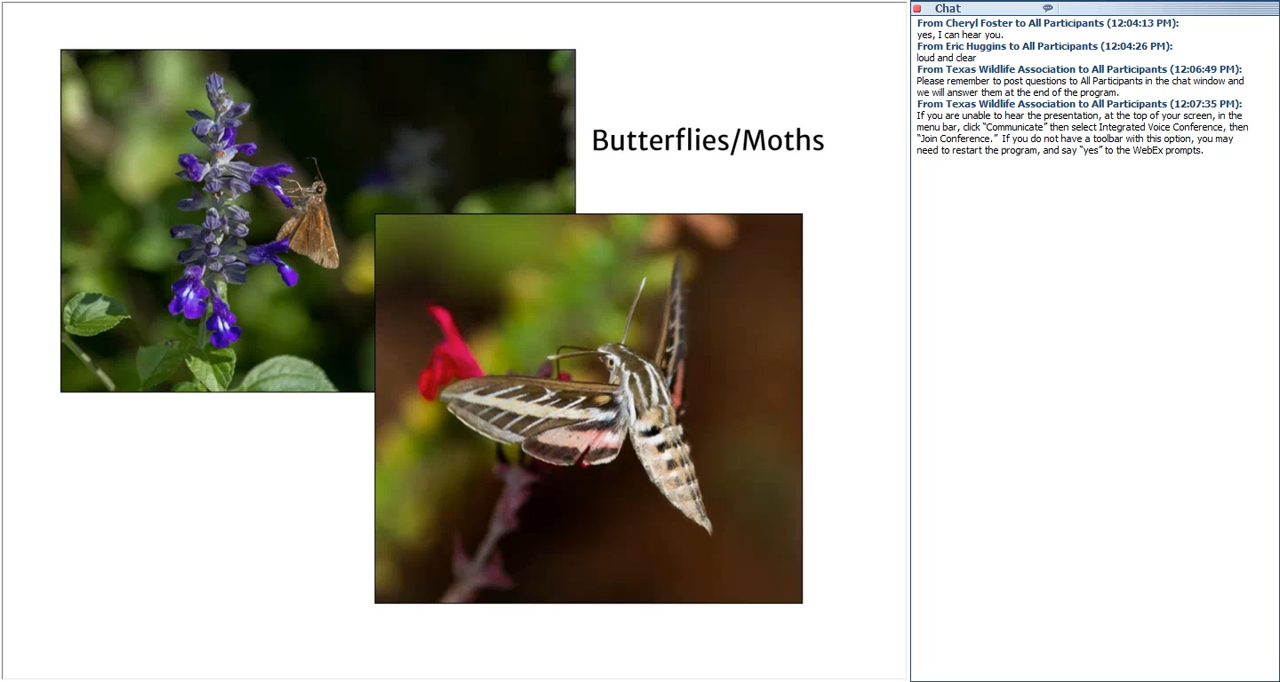 Butterflies/Moths
Chat
From Cheryl Foster to All Participants (12:04:13 PM):
yes, I can hear you.
From Eric Huggins to All Participants (12:04:26 PM):
loud and clear
From Texas Wildlife Association to All Participants (12:06:49 PM):
Please remember to post questions to All Participants in the chat window and
we will answer them at the end of the program.
From Texas Wildlife Association to All Participants (12:07:35 PM):
If you are unable to hear the presentation, at the top of your screen, in the
menu bar, click “Communicate” then select Integrated Voice Conference, then
“Join Conference.”  If you do not have a toolbar with this option, you may
need to restart the program, and say “yes” to the WebEx prompts.